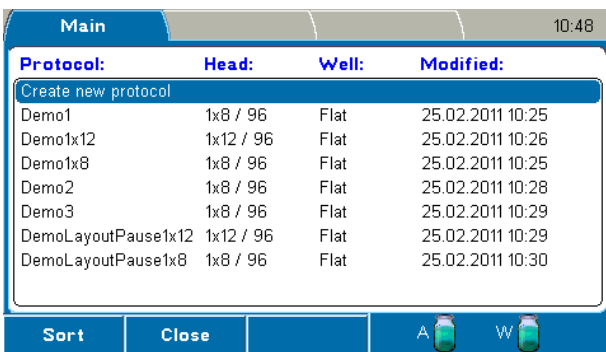 Main 10:48
Protocol: Head: Well: Modified:
Create new protocol
Demo1 1x8 / 96 Flat 25.02.2011 10:25
Demo1x12 1x12 / 96 Flat 25.02.2011 10:26
Demo1x8 1x8 / 96 Flat 25.02.2011 10:25
Demo2 1x8 / 96 Flat 25.02.2011 10:28
Demo3 1x8 / 96 Flat 25.02.2011 10:29
DemoLayoutPause1x12 1x12 / 96 Flat 25.02.2011 10:29
DemoLayoutPause1x8 1x8 / 96 Flat 25.02.2011 10:30
Sort Close A W